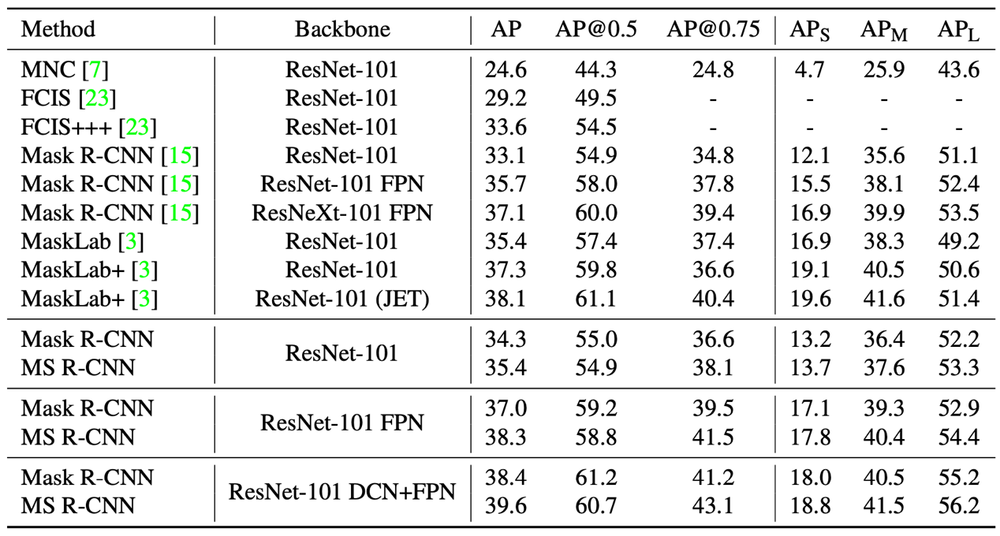 Method Backbone AP AP@0.5 AP@0.75 APS APM APL
MNC [7] ResNet-101 24.6 44.3 24.8 4.7 25.9 43.6
FCIS [23] ResNet-101 29.2 49.5 - - - -
FCIS+++ [23] ResNet-101 33.6 54.5 - - - -
Mask R-CNN [15] ResNet-101 33.1 54.9 34.8 12.1 35.6 51.1
Mask R-CNN [15] ResNet-101 FPN 35.7 58.0 37.8 15.5 38.1 52.4
Mask R-CNN [15] ResNeXt-101 FPN 37.1 60.0 39.4 16.9 39.9 53.5
MaskLab [3] ResNet-101 35.4 57.4 37.4 16.9 38.3 49.2
MaskLab+ [3] ResNet-101 37.3 59.8 36.6 19.1 40.5 50.6
MaskLab+ [3] ResNet-101 (JET) 38.1 61.1 40.4 19.6 41.6 51.4
Mask R-CNN ResNet-101 34.3 55.0 36.6 13.2 36.4 52.2
MS R-CNN 35.4 54.9 38.1 13.7 37.6 53.3
Mask R-CNN ResNet-101 FPN 37.0 59.2 39.5 17.1 39.3 52.9
MS R-CNN 38.3 58.8 41.5 17.8 40.4 54.4
Mask R-CNN ResNet-101 DCN+FPN 38.4 61.2 41.2 18.0 40.5 55.2
MS R-CNN 39.6 60.7 43.1 18.8 41.5 56.2